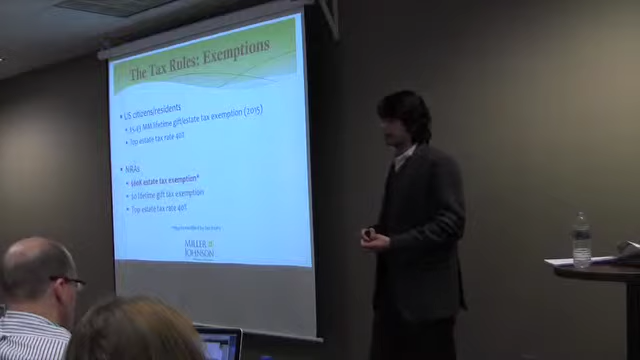 The Tax Rules: Exemptions
• US citizens/residents
• $5.43 MM lifetime gift/estate tax exemption (2015)
• Top estate tax rate 40%
• NRAs
• $60K estate tax exemption*
• $0 lifetime gift tax exemption
• Top estate tax rate 40%
MILLER
JOHNSON